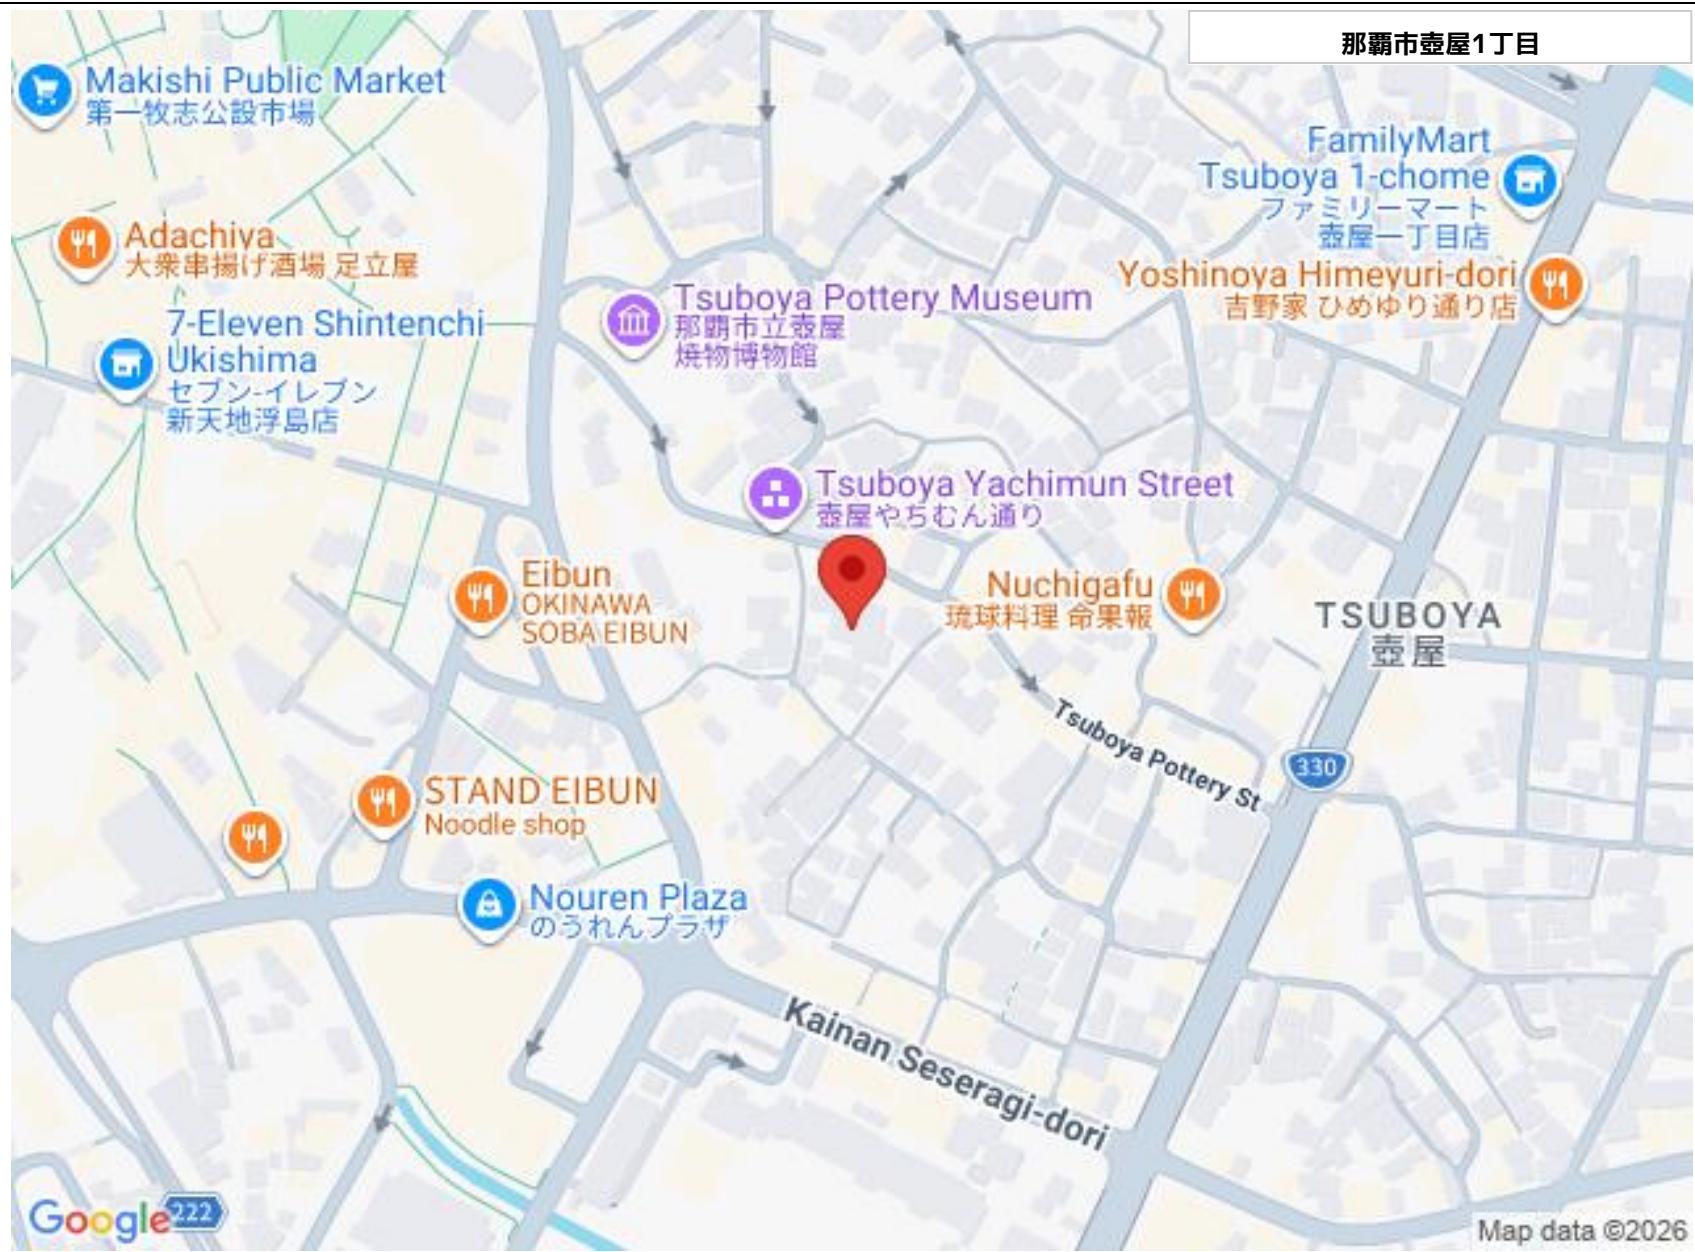 那覇市壺屋1丁目
Makishi Public Market
第一牧志公設市場
FamilyMart
Tsuboya 1-chome
ファミリーマート
壺屋一丁目店
Adachiya
大衆串揚げ酒場 足立屋
Yoshinoya Himeyuri-dori
吉野家 ひめゆり通り店
Tsuboya Pottery Museum
那覇市立壺屋
焼物博物館
7-Eleven Shintenchi
Ukishima
セブン-イレブン
新天地浮島店
Tsuboya Yachimun Street
壺屋やちむん通り
Eibun
OKINAWA
SOBA EIBUN
Nuchigafu
琉球料理 命果報
TSUBOYA
壺屋
Tsuboya Pottery St
330
STAND EIBUN
Noodle shop
Nouren Plaza
のうれんプラザ
Kainan Seseragi-dori
Google
222
Map data ©2026